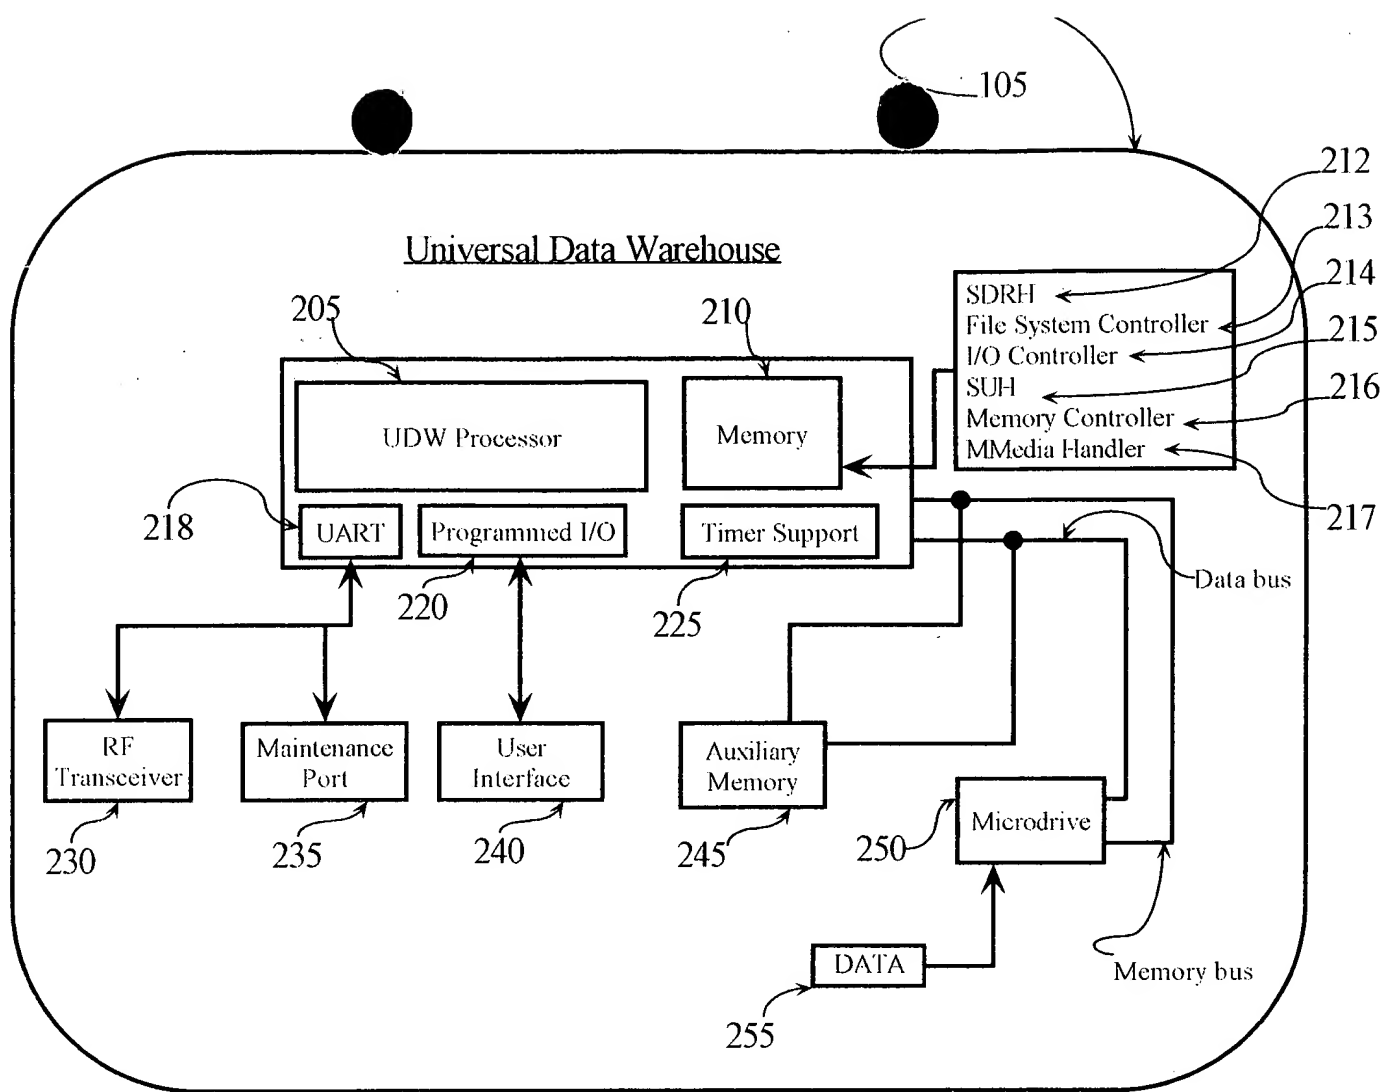 105
212
Universal Data Warehouse
213
SDRH
214
205
210
File System Controller
215
I/O Controller
SUH
216
UDW Processor
Memory
Memory Controller
MMedia Handler
218
UART
Programmed I/O
Timer Support
217
Data bus
220
225
RF
Transceiver
Maintenance
Port
User
Interface
Auxiliary
Memory
Microdrive
230
235
240
245
250
DATA
Memory bus
255